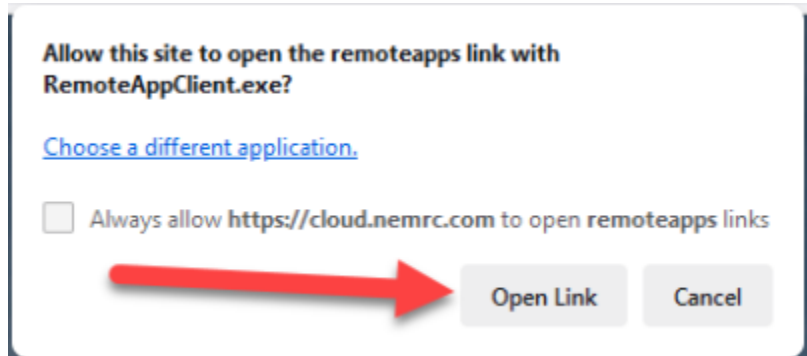 Allow this site to open the remoteapps link with
RemoteAppClient.exe?
Choose a different application.
Always allow https://cloud.nemrc.com to open remoteapps links
Open Link Cancel